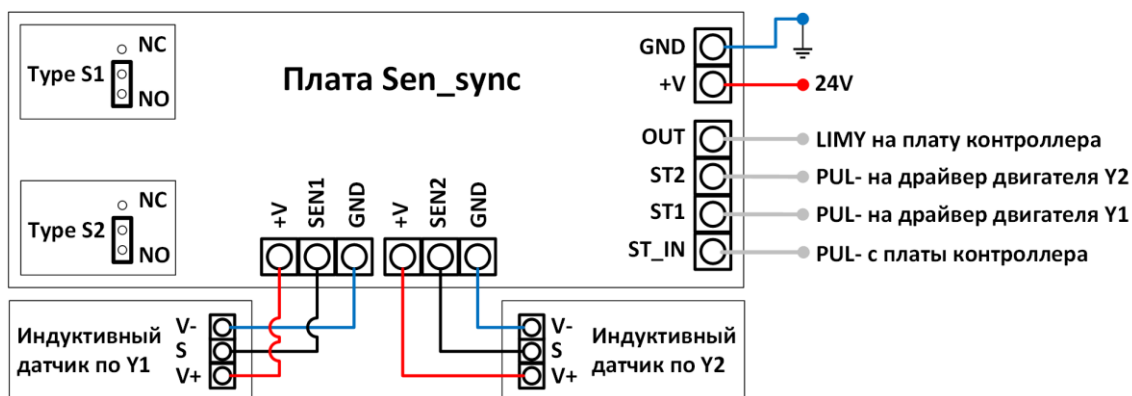 NC
Type S1
NO
Плата Sen_sync
GND
+V
24V
OUT
LIMY на плату контроллера
ST2
PUL- на драйвер двигателя Y2
ST1
PUL- на драйвер двигателя Y1
ST_IN
PUL- с платы контроллера
NC
Type S2
NO
+V
SEN1
GND
+V
SEN2
GND
Индуктивный
датчик по Y1
V-
S
V+
V-
S
V+
Индуктивный
датчик по Y2